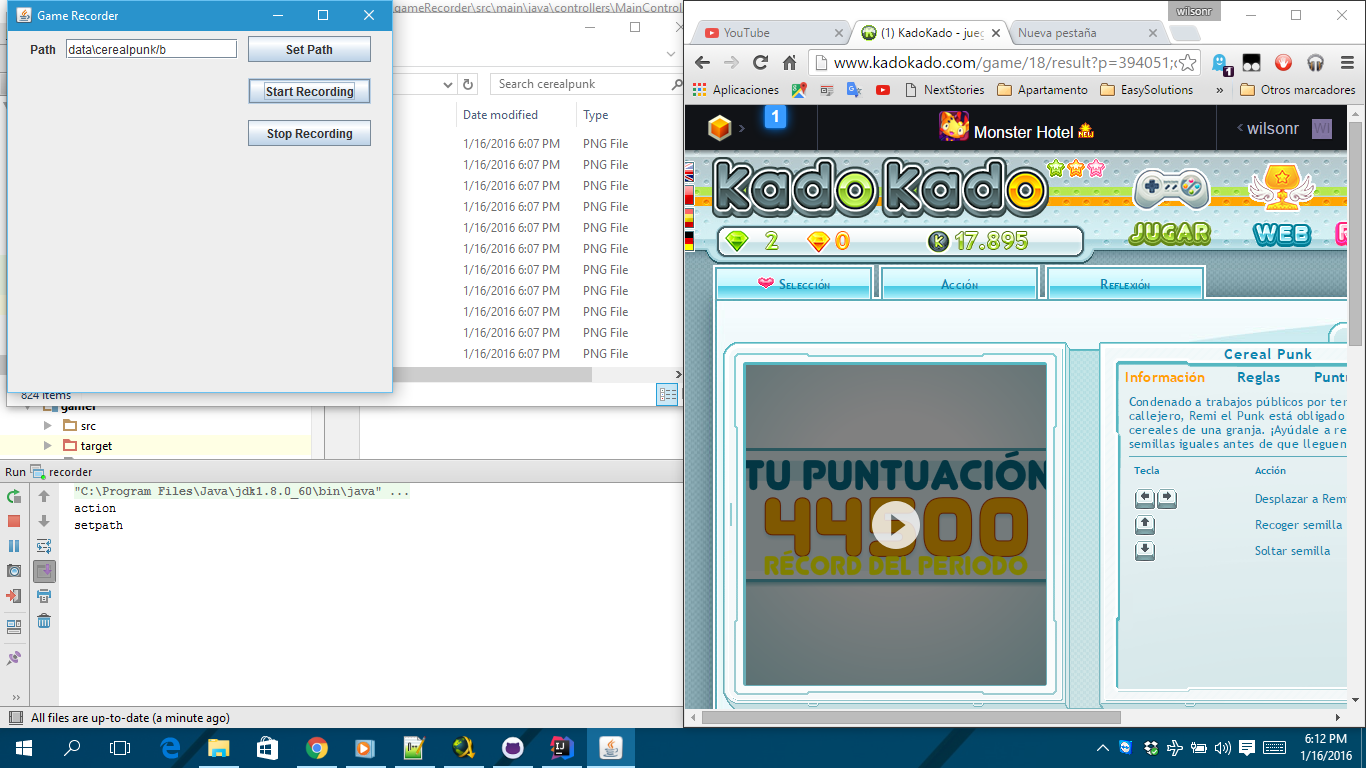 Game Recorder
Path
data\cerealpunk/b
Set Path
Start Recording
Stop Recording
gameRecorder\src\main\java\controllers\MainControl
Search cerealpunk
Date modified
Type
1/16/2016 6:07 PM PNG File
1/16/2016 6:07 PM PNG File
1/16/2016 6:07 PM PNG File
1/16/2016 6:07 PM PNG File
1/16/2016 6:07 PM PNG File
1/16/2016 6:07 PM PNG File
1/16/2016 6:07 PM PNG File
1/16/2016 6:07 PM PNG File
1/16/2016 6:07 PM PNG File
1/16/2016 6:07 PM PNG File
1/16/2016 6:07 PM PNG File
824 items
gamer
src
target
Run recorder
"C:\Program Files\Java\jdk1.8.0_60\bin\java" ...
action
setpath
All files are up-to-date (a minute ago)
wilsonr
YouTube
(1) KadoKado - jueg
Nueva pestaña
www.kadokado.com/game/18/result?p=394051;
1
Aplicaciones
NextStories
Apartamento
EasySolutions
»
Otros marcadores
1
Monster Hotel
NEW
wilsonr
WI
kadokado
2
0
K 17.895
JUGAR
WEB
Selección
Acción
Reflexión
TU PUNTUACIÓN
44500
RÉCORD DEL PERIODO
Cereal Punk
Información
Reglas
Puntu
Condenado a trabajos públicos por ter
callejero, Remi el Punk está obligado
cereales de una granja. ¡Ayúdale a re
semillas iguales antes de que lleguen
Tecla
Acción
Desplazar a Rem
Recoger semilla
Soltar semilla
6:12 PM
1/16/2016